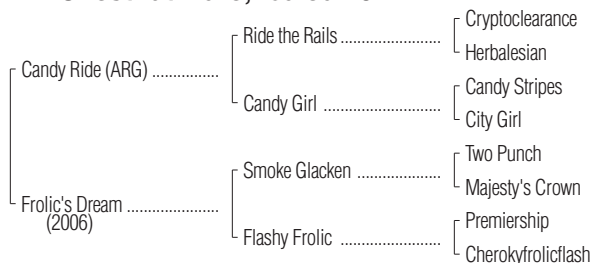 Cryptoclearance
Ride the Rails ....................
Herbalesian
Candy Ride (ARG) .............
Candy Stripes
Candy Girl .........................
City Girl
Two Punch
Smoke Glacken .................
Majesty's Crown
Frolic's Dream ..................
(2006)
Premiership
Flashy Frolic ....................
Cherokyfrolicflash